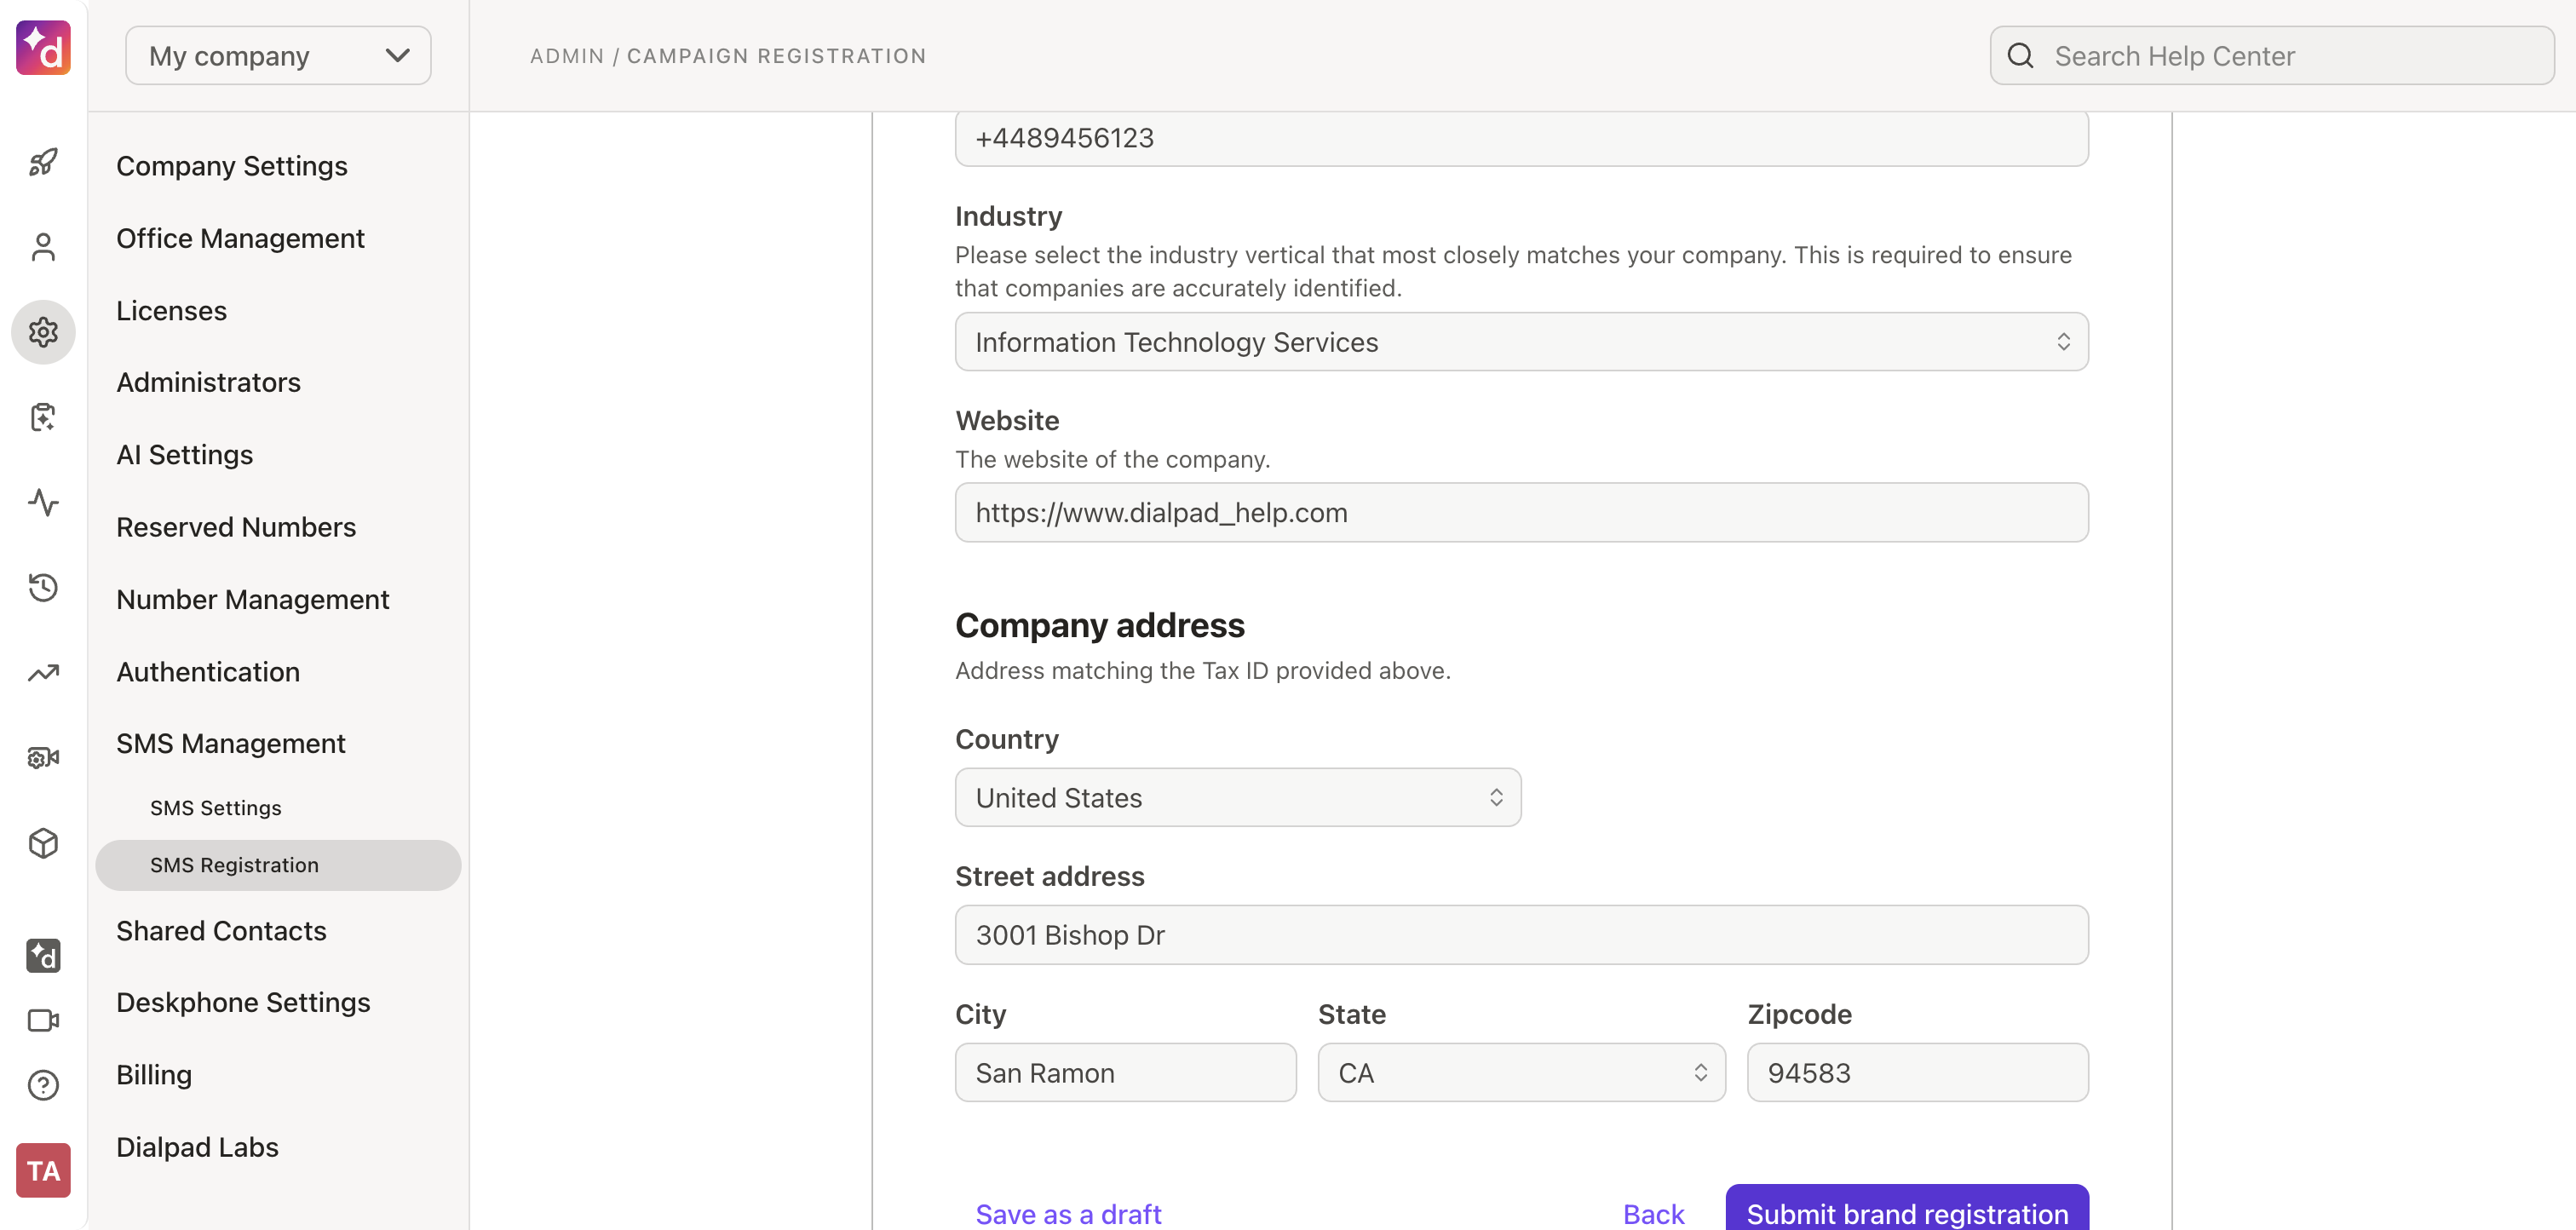 d
My company
ADMIN / CAMPAIGN REGISTRATION
Search Help Center
Company Settings
Office Management
Licenses
Administrators
AI Settings
Reserved Numbers
Number Management
Authentication
SMS Management
SMS Settings
SMS Registration
Shared Contacts
Deskphone Settings
Billing
Dialpad Labs
d
TA
+4489456123
Industry
Please select the industry vertical that most closely matches your company. This is required to ensure
that companies are accurately identified.
Information Technology Services
Website
The website of the company.
https://www.dialpad_help.com
Company address
Address matching the Tax ID provided above.
Country
United States
Street address
3001 Bishop Dr
City State Zipcode
San Ramon CA 94583
Save as a draft Back Submit brand registration